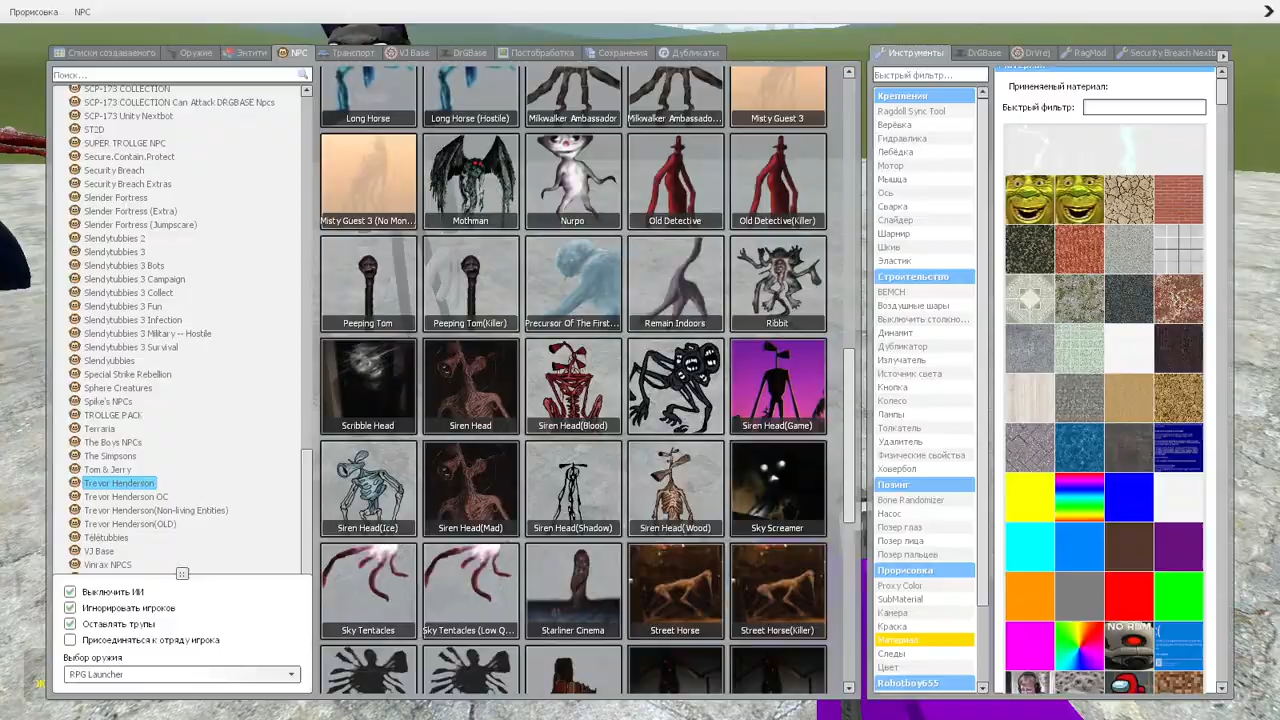 Прорисовка NPC
Списки создаваемого Оружие Энтити NPC Транспорт VJ Base DrGBase Постобработка Сохранения Дубликаты
Поиск...
SCP-173 COLLECTION
SCP-173 COLLECTION Can Attack DRGBASE Npcs
SCP-173 Unity Nextbot
ST2D
SUPER TROLLGE NPC
Secure.Contain.Protect
Security Breach
Security Breach Extras
Slender Fortress
Slender Fortress (Extra)
Slender Fortress (Jumpscare)
Slendytubbies 2
Slendytubbies 3
Slendytubbies 3 Bots
Slendytubbies 3 Campaign
Slendytubbies 3 Collect
Slendytubbies 3 Fun
Slendytubbies 3 Infection
Slendytubbies 3 Military -- Hostile
Slendytubbies 3 Survival
Slendybbies
Special Strike Rebellion
Sphere Creatures
Spike's NPCs
TROLLGE PACK
Terraria
The Boys NPCs
The Simpsons
Tom & Jerry
Trevor Henderson
Trevor Henderson OC
Trevor Henderson(Non-living Entities)
Trevor Henderson(OLD)
Télétubbies
VJ Base
Vinrax NPCS
Выключить ИИ
Игнорировать игроков
Оставлять трупы
Присоединяться к отряду игрока
Выбор оружия
RPG Launcher
Long Horse Long Horse (Hostile) Milkwalker Ambassador Milkwalker Ambassado... Misty Guest 3
Misty Guest 3 (No Mon... Mothman Nurpo Old Detective Old Detective(Killer)
Peeping Tom Peeping Tom(Killer) Precursor Of The First... Remain Indoors Ribbit
Scribble Head Siren Head Siren Head(Blood) Siren Head(Game)
Siren Head(Ice) Siren Head(Mad) Siren Head(Shadow) Siren Head(Wood) Sky Screamer
Sky Tentacles Sky Tentacles (Low Q... Starliner Cinema Street Horse Street Horse(Killer)
Инструменты DrGBase DrVrej RagMod Security Breach Nextb
Быстрый фильтр...
Крепления
Ragdoll Sync Tool
Верёвка
Гидравлика
Лебёдка
Мотор
Мышца
Ось
Сварка
Слайдер
Шарнир
Шкив
Эластик
Строительство
ВЕМСН
Воздушные шары
Выключить столкно...
Динамит
Дубликатор
Излучатель
Источник света
Кнопка
Колесо
Лампы
Толкатель
Удалитель
Физические свойства
Ховербол
Позинг
Bone Randomizer
Насос
Позер глаз
Позер лица
Позер пальцев
Прорисовка
Proxy Color
SubMaterial
Камера
Краска
Материал
Следы
Цвет
Robotboy655
Применяемый материал:
Быстрый фильтр: